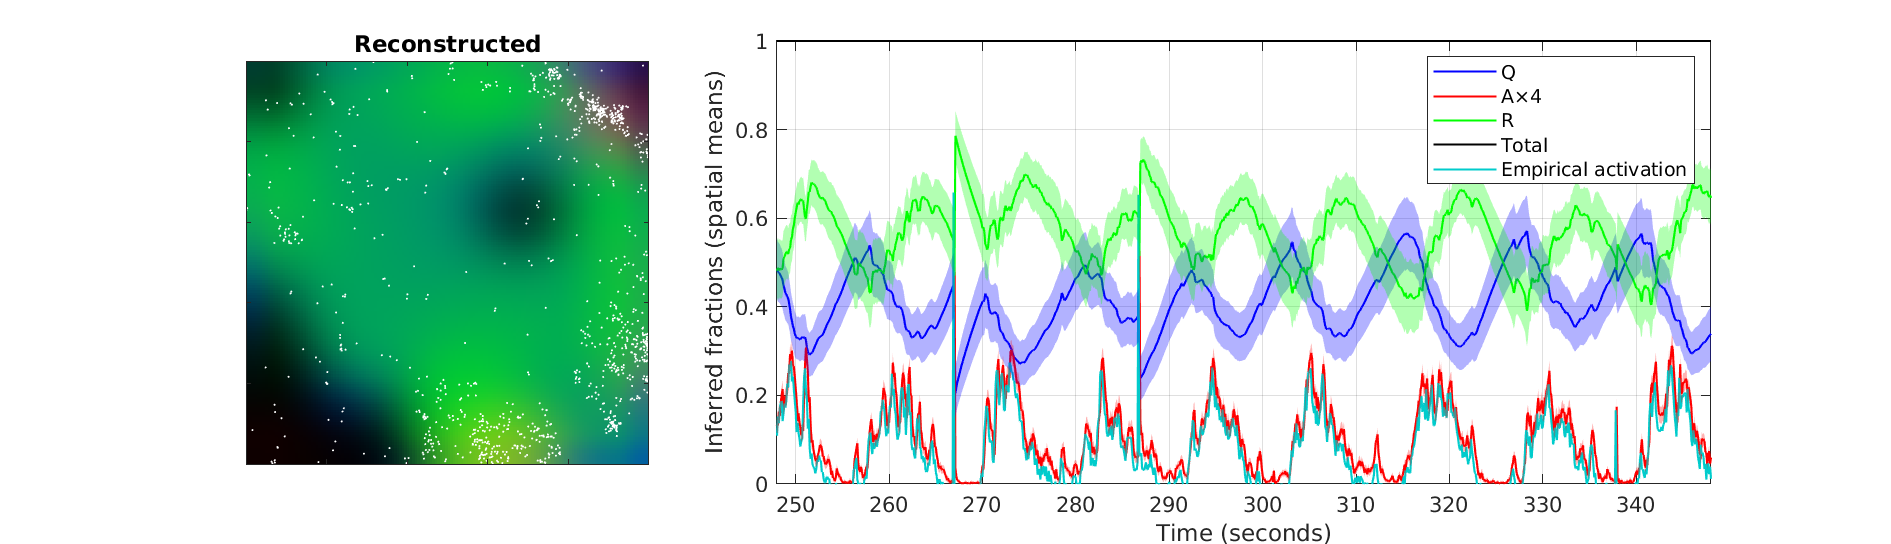 Reconstructed
Inferred fractions (spatial means)
1
0.8
0.6
0.4
0.2
0
Q
A×4
R
Total
Empirical activation
250 260 270 280 290 300 310 320 330 340
Time (seconds)